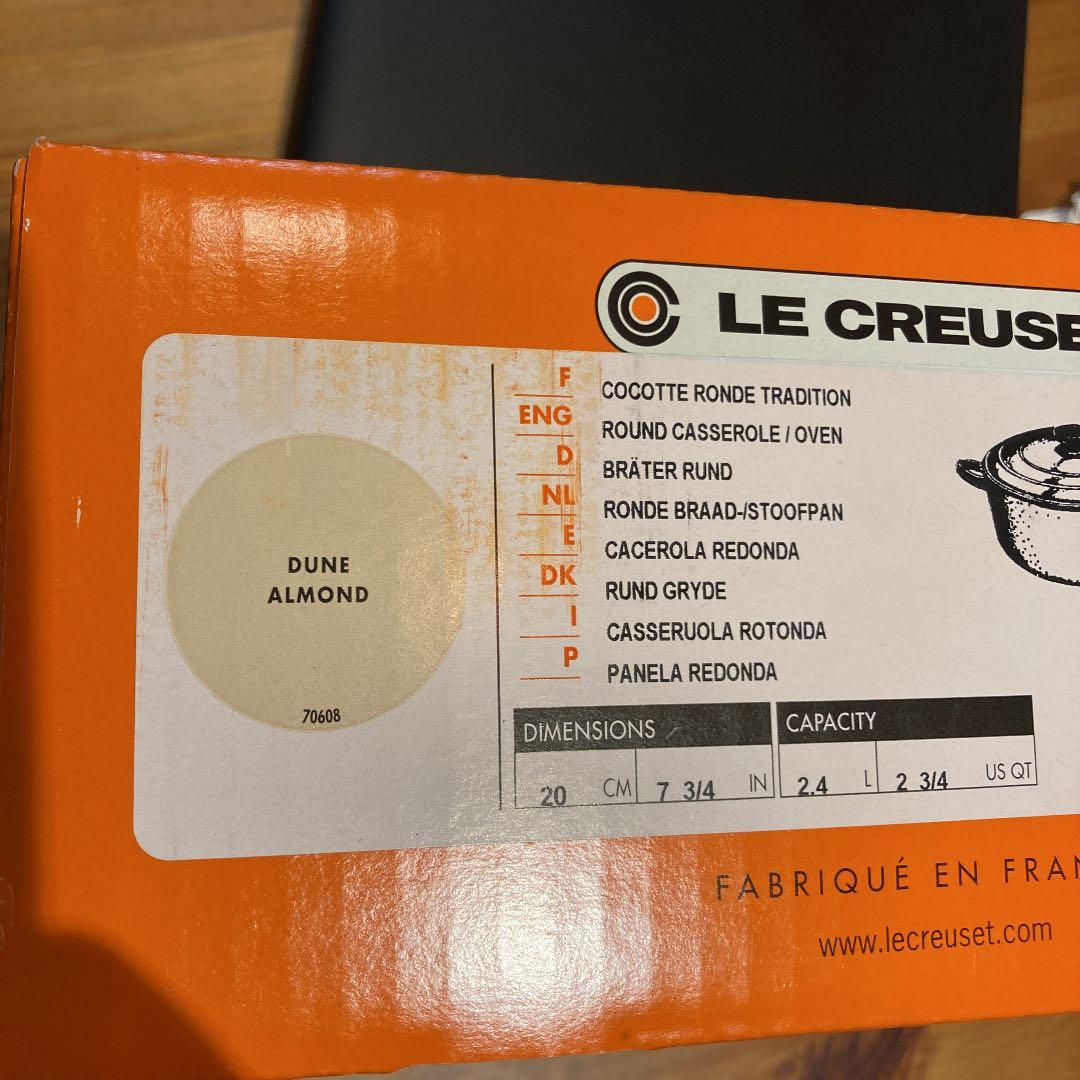 LE CREUSE
F COCOTTE RONDE TRADITION
ENG ROUND CASSEROLE / OVEN
D BRÄTER RUND
NL RONDE BRAAD-/STOOFPAN
E CACEROLA REDONDA
DK RUND GRYDE
I CASSERUOLA ROTONDA
P PANELA REDONDA
DUNE
ALMOND
70608
DIMENSIONS CAPACITY
20 CM 7 3/4 IN 2.4 L 2 3/4 US QT
FABRIQUÉ EN FRAN
www.lecreuset.com